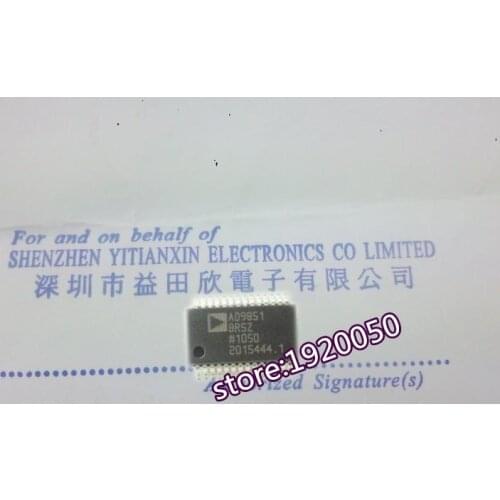 For and on behalf of
SHENZHEN YITIANXIN ELECTRONICS CO LIMITED
深圳市益田欣電子有限公司
AD9851
BRSZ
#1050
2015444.1
store:1920050
Signature(s)